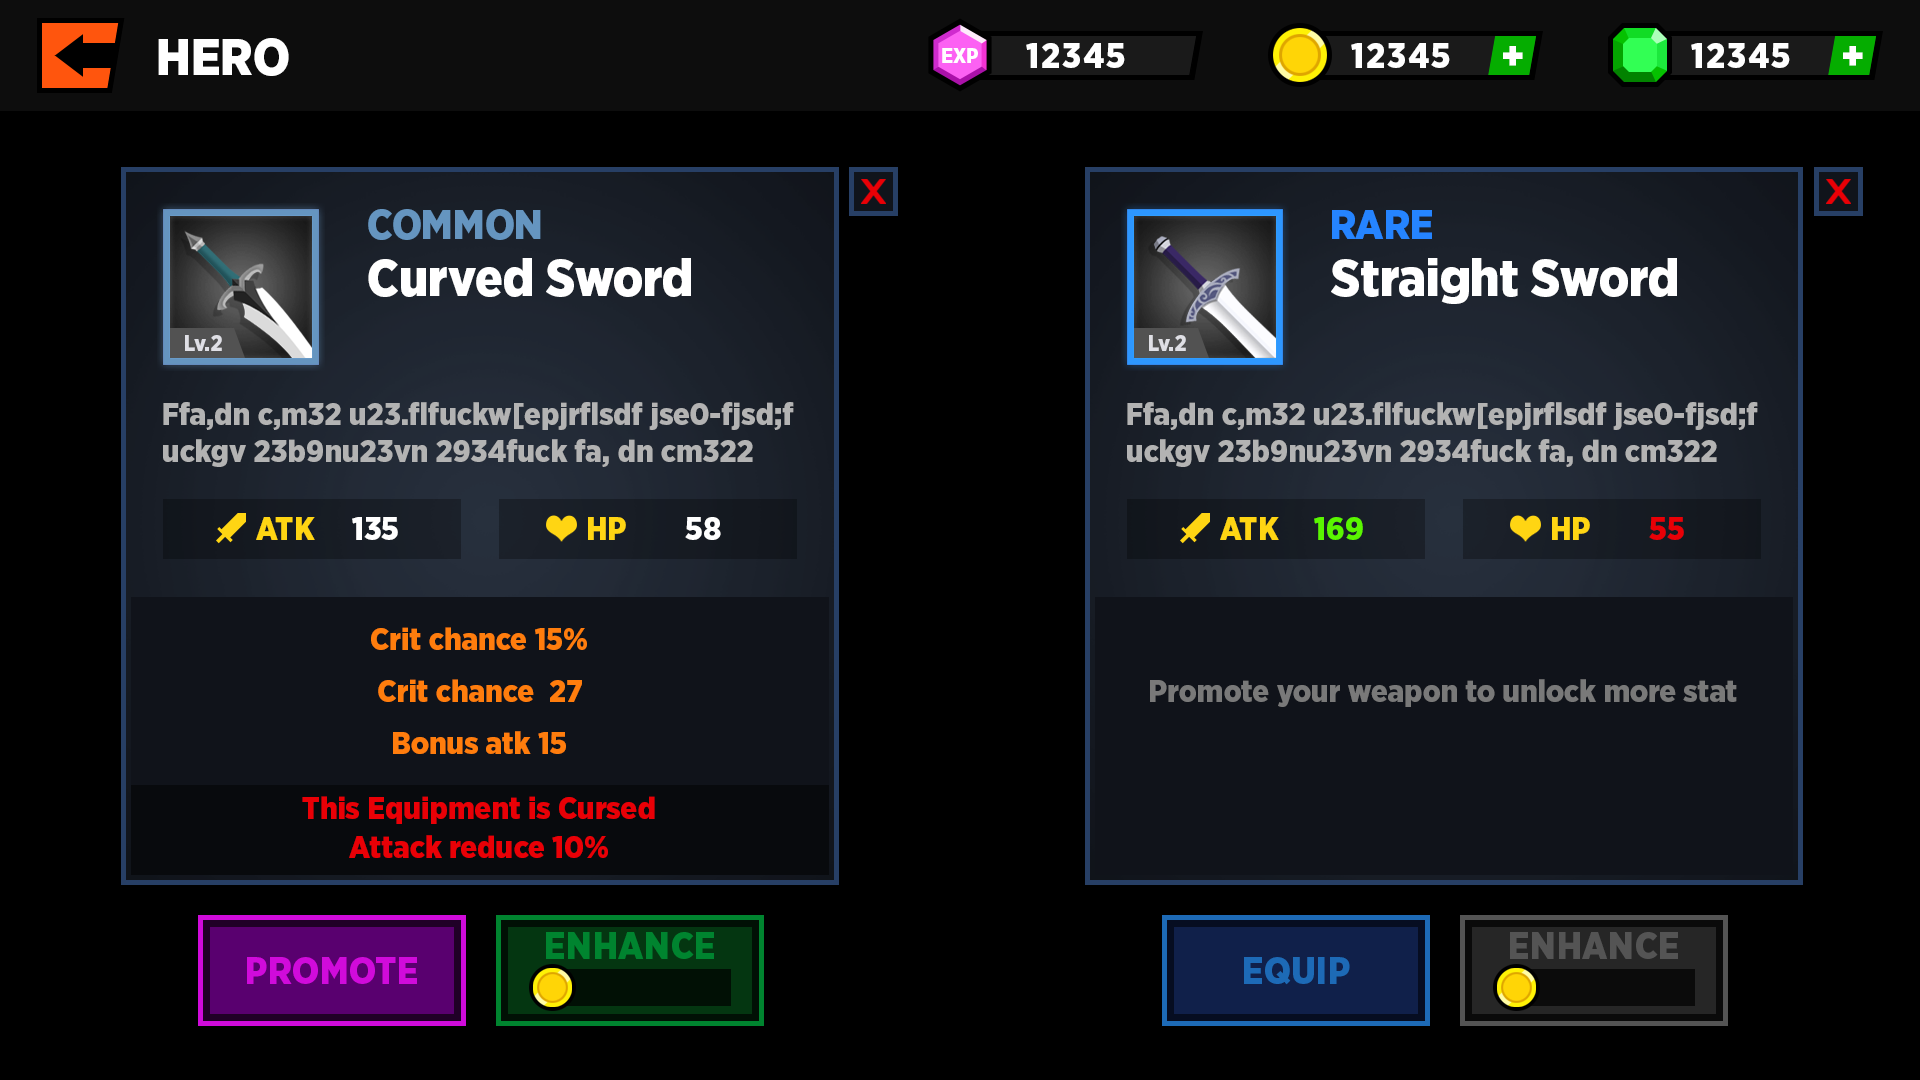 HERO
EXP 12345
12345 +
12345 +
X
COMMON
Curved Sword
Lv.2
Ffa,dn c,m32 u23.flfuckw[epjrflsdf jse0-fjsd;f
uckgv 23b9nu23vn 2934fuck fa, dn cm322
ATK 135
HP 58
Crit chance 15%
Crit chance 27
Bonus atk 15
This Equipment is Cursed
Attack reduce 10%
PROMOTE
ENHANCE
X
RARE
Straight Sword
Lv.2
Ffa,dn c,m32 u23.flfuckw[epjrflsdf jse0-fjsd;f
uckgv 23b9nu23vn 2934fuck fa, dn cm322
ATK 169
HP 55
Promote your weapon to unlock more stat
EQUIP
ENHANCE